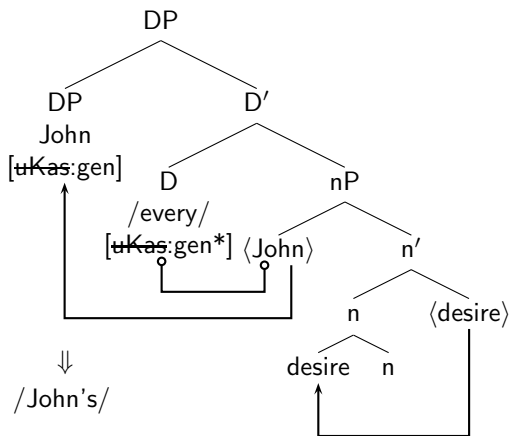 DP
DP D′
John
[uKas:gen] D nP
/every/
[uKas:gen*] ⟨John⟩ n′
n ⟨desire⟩
⇓ desire n
/John's/